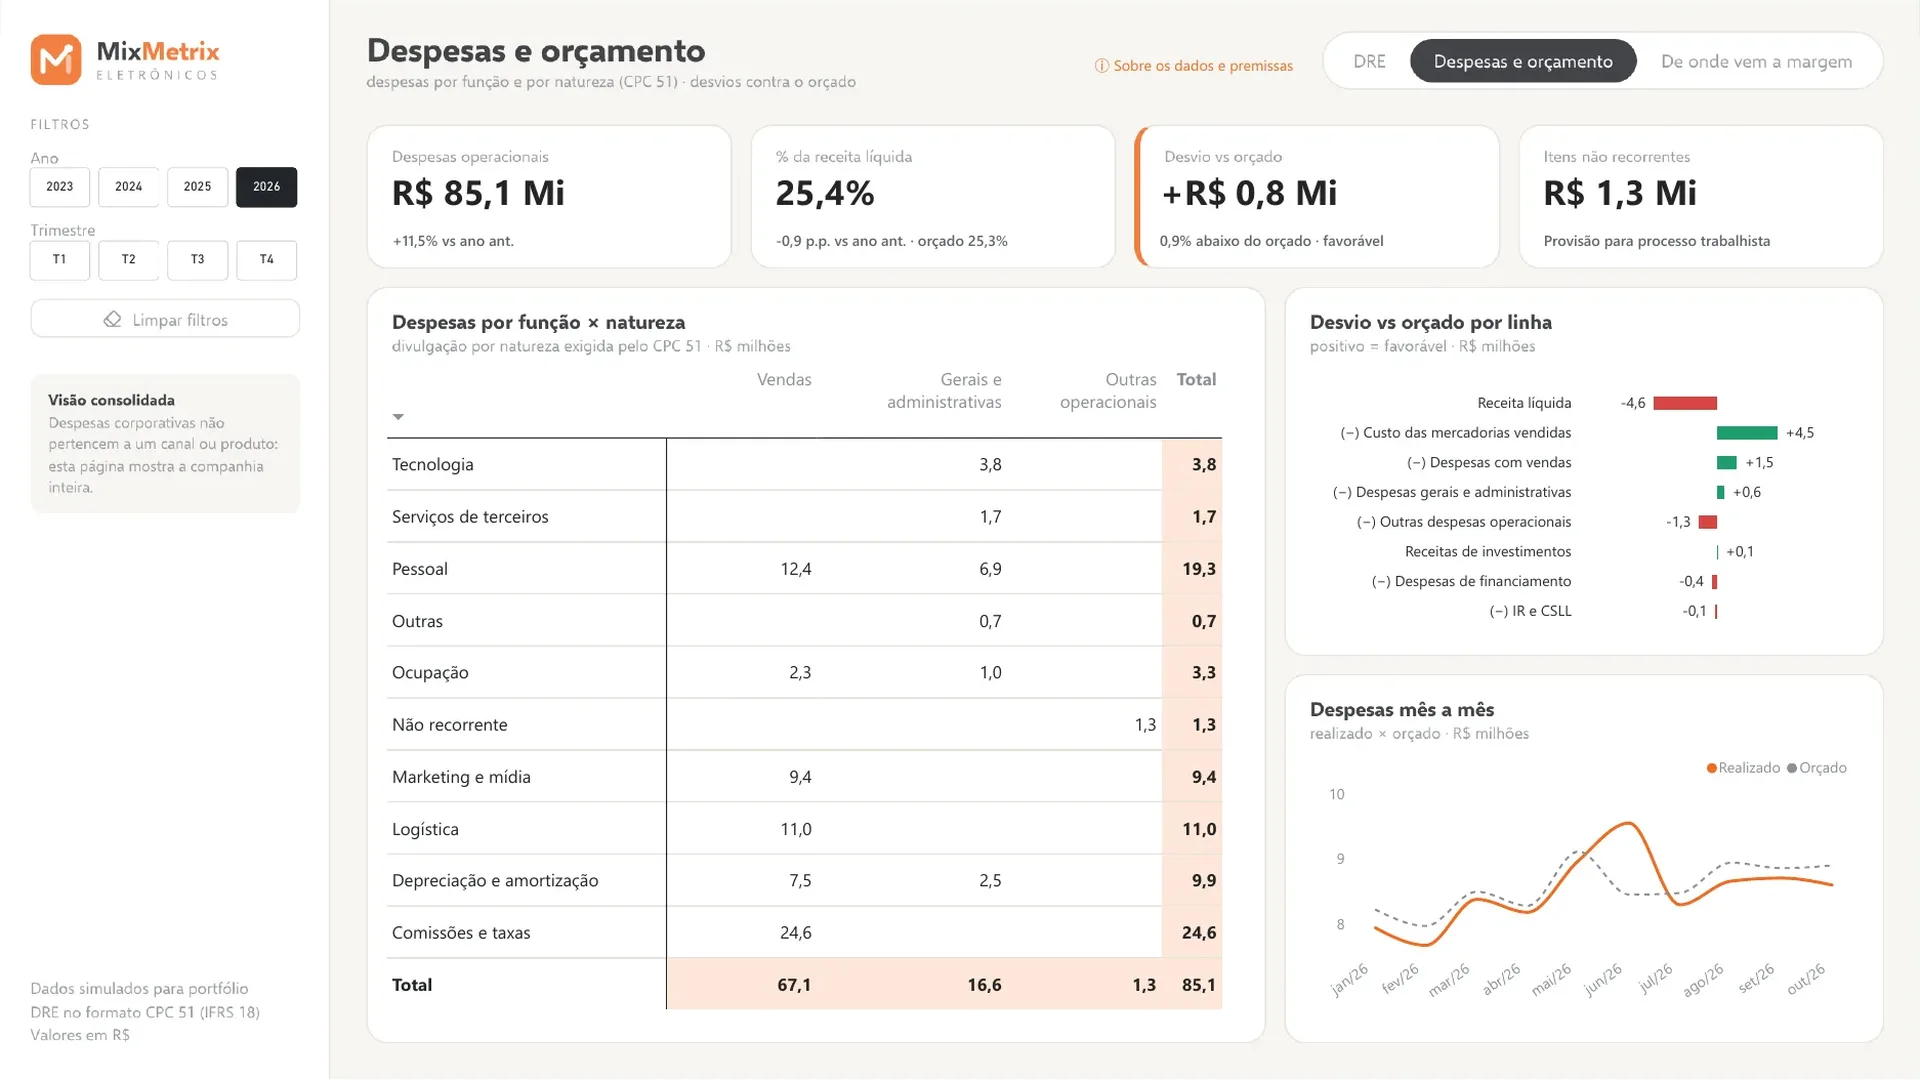 MixMetrix
ELETRÔNICOS
FILTROS
Ano
2023 2024 2025 2026
Trimestre
T1 T2 T3 T4
Limpar filtros
Visão consolidada
Despesas corporativas não
pertencem a um canal ou produto:
esta página mostra a companhia
inteira.
Dados simulados para portfólio
DRE no formato CPC 51 (IFRS 18)
Valores em R$
Despesas e orçamento
despesas por função e por natureza (CPC 51) · desvios contra o orçado
Sobre os dados e premissas
DRE Despesas e orçamento De onde vem a margem
Despesas operacionais
R$ 85,1 Mi
+11,5% vs ano ant.
% da receita líquida
25,4%
-0,9 p.p. vs ano ant. · orçado 25,3%
Desvio vs orçado
+R$ 0,8 Mi
0,9% abaixo do orçado · favorável
Itens não recorrentes
R$ 1,3 Mi
Provisão para processo trabalhista
Despesas por função × natureza
divulgação por natureza exigida pelo CPC 51 · R$ milhões
Vendas Gerais e administrativas Outras operacionais Total
Tecnologia 3,8 3,8
Serviços de terceiros 1,7 1,7
Pessoal 12,4 6,9 19,3
Outras 0,7 0,7
Ocupação 2,3 1,0 3,3
Não recorrente 1,3 1,3
Marketing e mídia 9,4 9,4
Logística 11,0 11,0
Depreciação e amortização 7,5 2,5 9,9
Comissões e taxas 24,6 24,6
Total 67,1 16,6 1,3 85,1
Desvio vs orçado por linha
positivo = favorável · R$ milhões
Receita líquida -4,6
(−) Custo das mercadorias vendidas +4,5
(−) Despesas com vendas +1,5
(−) Despesas gerais e administrativas +0,6
(−) Outras despesas operacionais -1,3
Receitas de investimentos +0,1
(−) Despesas de financiamento -0,4
(−) IR e CSLL -0,1
Despesas mês a mês
realizado × orçado · R$ milhões
Realizado Orçado
10
9
8
jan/26 fev/26 mar/26 abr/26 mai/26 jun/26 jul/26 ago/26 set/26 out/26